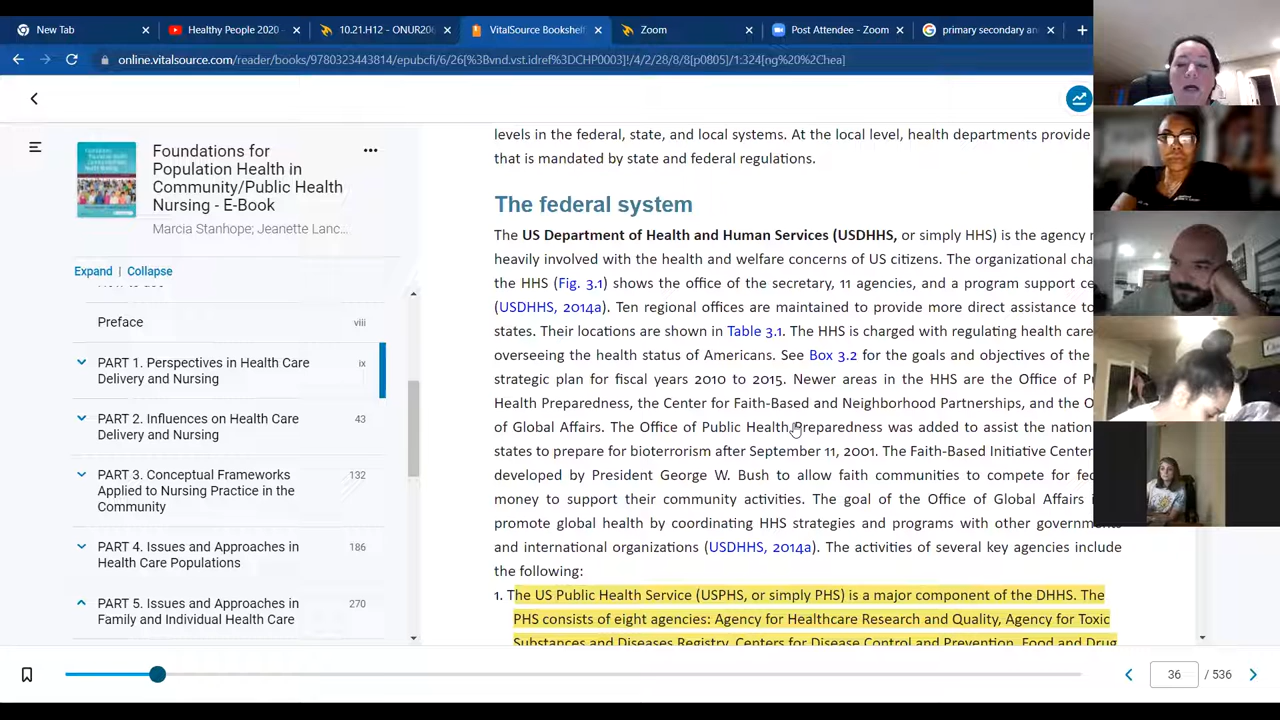 New Tab
Healthy People 2020 -
10.21.H12 - ONUR20
VitalSource Bookshelf
Zoom
Post Attendee - Zoom
primary secondary an
online.vitalsource.com/reader/books/9780323443814/epubcfi/6/26[%3Bvnd.vst.idref%3DCHP0003]!/4/2/28/8/8[p0805]/1:324[ng%20%2Chea]
Foundations for
Population Health in
Community/Public Health
Nursing - E-Book
Marcia Stanhope; Jeanette Lanc...
Expand | Collapse
Preface viii
PART 1. Perspectives in Health Care ix
Delivery and Nursing
PART 2. Influences on Health Care 43
Delivery and Nursing
PART 3. Conceptual Frameworks 132
Applied to Nursing Practice in the
Community
PART 4. Issues and Approaches in 186
Health Care Populations
PART 5. Issues and Approaches in 270
Family and Individual Health Care
levels in the federal, state, and local systems. At the local level, health departments provide
that is mandated by state and federal regulations.
The federal system
The US Department of Health and Human Services (USDHHS, or simply HHS) is the agency
heavily involved with the health and welfare concerns of US citizens. The organizational cha
the HHS (Fig. 3.1) shows the office of the secretary, 11 agencies, and a program support ce
(USDHHS, 2014a). Ten regional offices are maintained to provide more direct assistance to
states. Their locations are shown in Table 3.1. The HHS is charged with regulating health care
overseeing the health status of Americans. See Box 3.2 for the goals and objectives of the
strategic plan for fiscal years 2010 to 2015. Newer areas in the HHS are the Office of P
Health Preparedness, the Center for Faith-Based and Neighborhood Partnerships, and the O
of Global Affairs. The Office of Public Health Preparedness was added to assist the nation
states to prepare for bioterrorism after September 11, 2001. The Faith-Based Initiative Center
developed by President George W. Bush to allow faith communities to compete for fe
money to support their community activities. The goal of the Office of Global Affairs
promote global health by coordinating HHS strategies and programs with other governments
and international organizations (USDHHS, 2014a). The activities of several key agencies include
the following:
1. The US Public Health Service (USPHS, or simply PHS) is a major component of the DHHS. The
PHS consists of eight agencies: Agency for Healthcare Research and Quality, Agency for Toxic
Substances and Diseases Registry, Centers for Disease Control and Prevention, Food and Drug
36 / 536